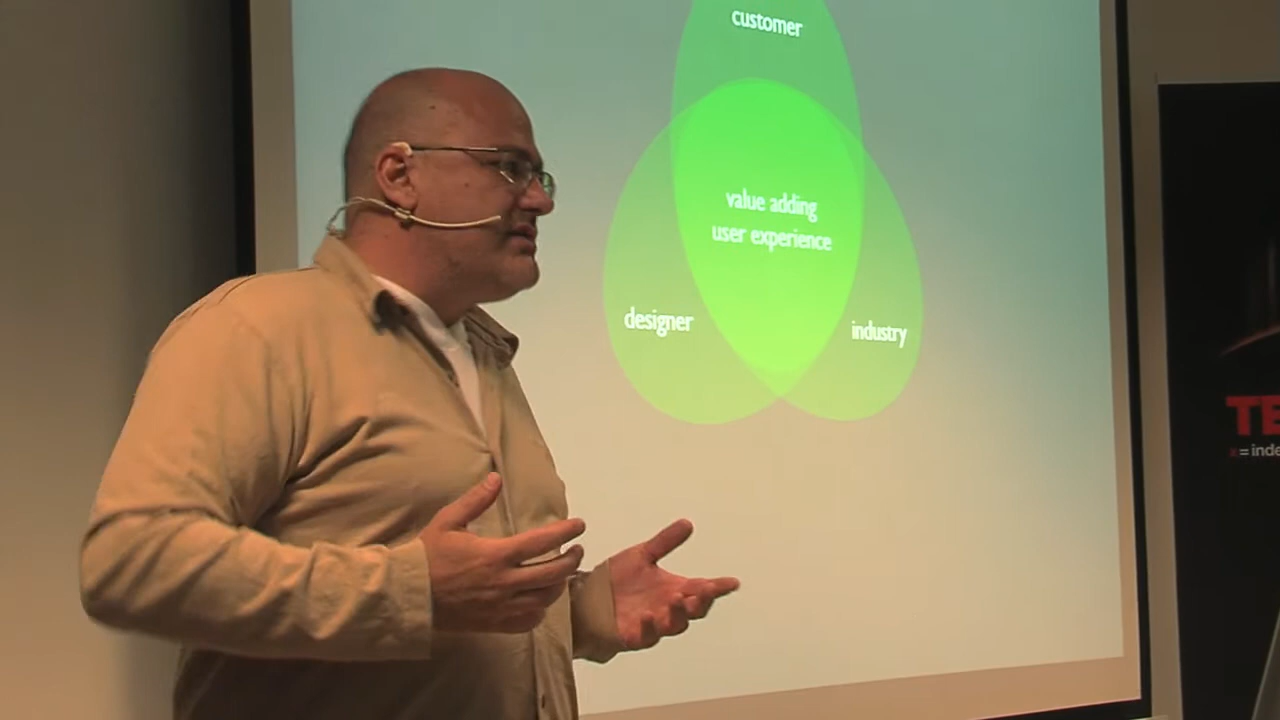 customer
value adding
user experience
designer
industry
TE
x = inde